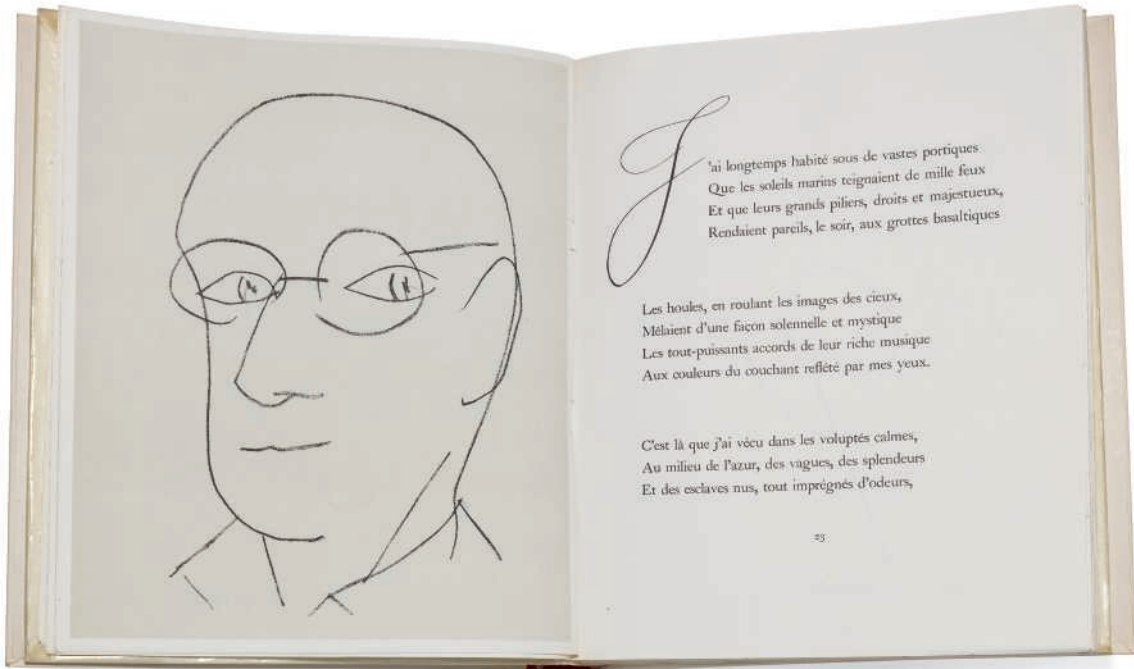 J'ai longtemps habité sous de vastes portiques
Que les soleils marins teignaient de mille feux
Et que leurs grands piliers, droits et majestueux,
Rendaient pareils, le soir, aux grottes basaltiques
Les houles, en roulant les images des cieux,
Mêlaient d'une façon solennelle et mystique
Les tout-puissants accords de leur riche musique
Aux couleurs du couchant reflété par mes yeux.
C'est là que j'ai vécu dans les voluptés calmes,
Au milieu de l'azur, des vagues, des splendeurs
Et des esclaves nus, tout imprégnés d'odeurs,
23